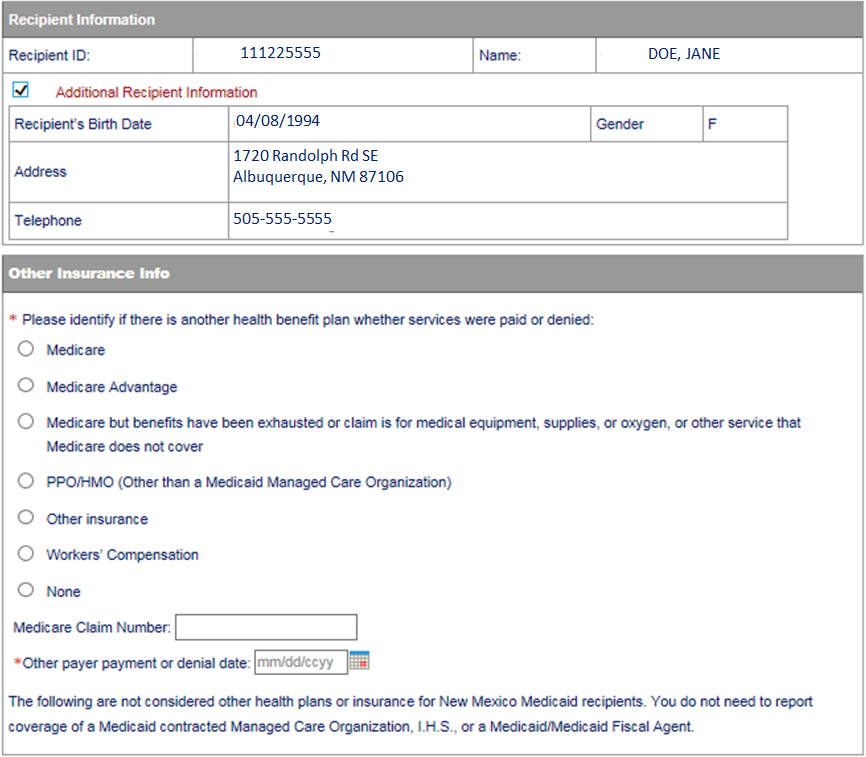 Recipient Information
Recipient ID: 111225555 Name: DOE, JANE
Additional Recipient Information
Recipient's Birth Date 04/08/1994 Gender F
Address 1720 Randolph Rd SE
Albuquerque, NM 87106
Telephone 505-555-5555
Other Insurance Info
* Please identify if there is another health benefit plan whether services were paid or denied:
Medicare
Medicare Advantage
Medicare but benefits have been exhausted or claim is for medical equipment, supplies, or oxygen, or other service that
Medicare does not cover
PPO/HMO (Other than a Medicaid Managed Care Organization)
Other insurance
Workers' Compensation
None
Medicare Claim Number:
*Other payer payment or denial date: mm/dd/ccyy
The following are not considered other health plans or insurance for New Mexico Medicaid recipients. You do not need to report
coverage of a Medicaid contracted Managed Care Organization, I.H.S., or a Medicaid/Medicaid Fiscal Agent.